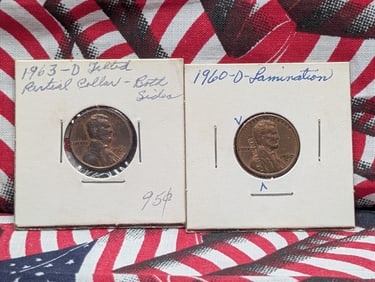 1963-D Tilted
Partial Collar - Both
Sides
95¢
1960-D-Lamination